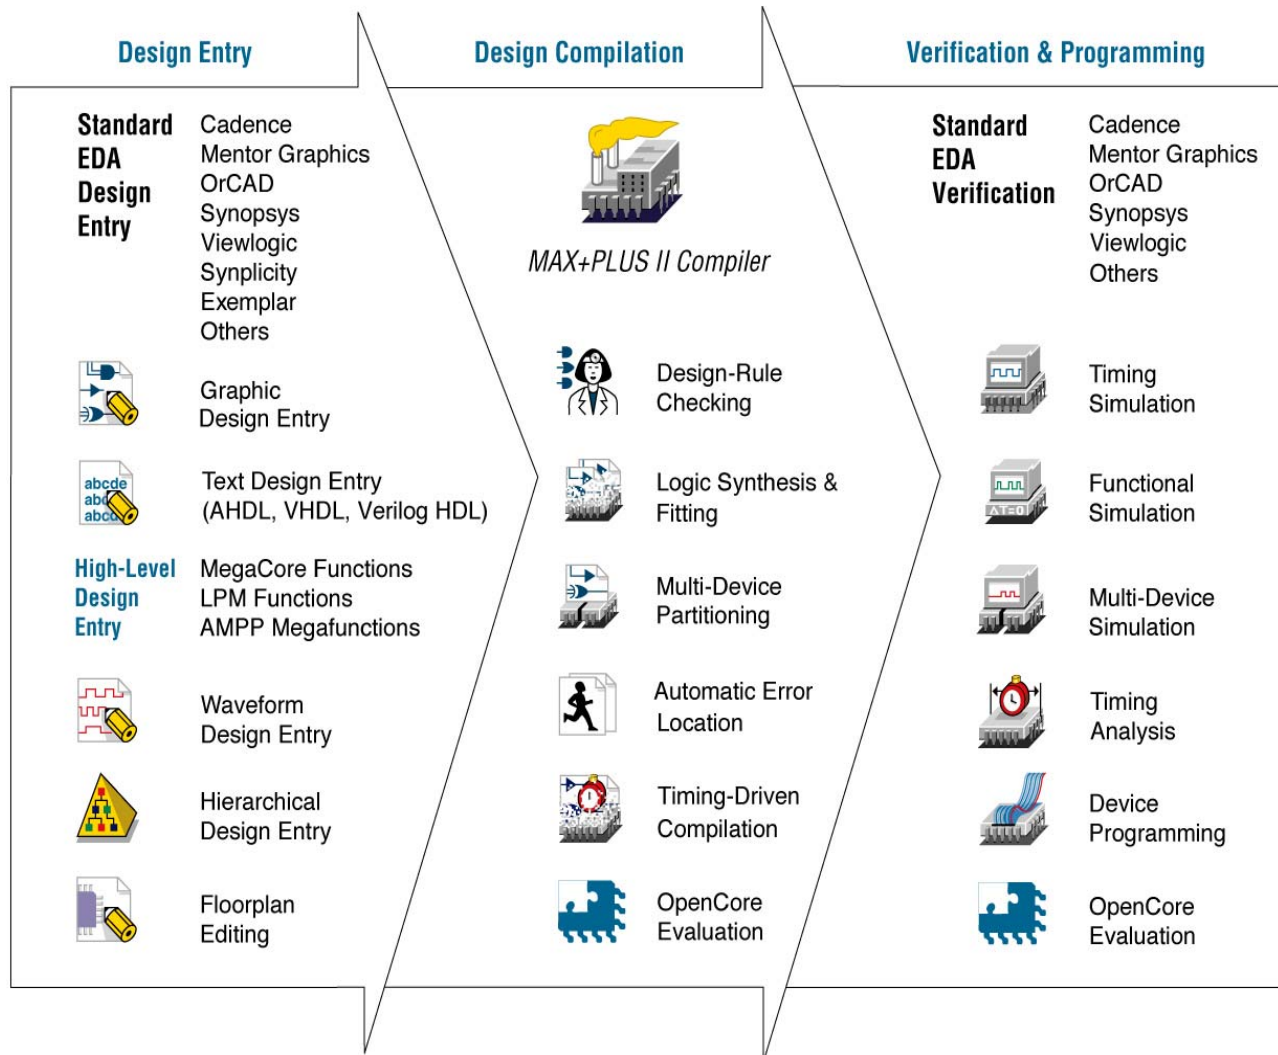 Design Entry
Standard
EDA
Design
Entry
Cadence
Mentor Graphics
OrCAD
Synopsys
Viewlogic
Synplicity
Exemplar
Others
Graphic
Design Entry
abcde
abc
abcd
Text Design Entry
(AHDL, VHDL, Verilog HDL)
High-Level
Design
Entry
MegaCore Functions
LPM Functions
AMPP Megafunctions
Waveform
Design Entry
Hierarchical
Design Entry
Floorplan
Editing
Design Compilation
MAX+PLUS II Compiler
Design-Rule
Checking
Logic Synthesis &
Fitting
Multi-Device
Partitioning
Automatic Error
Location
Timing-Driven
Compilation
OpenCore
Evaluation
Verification & Programming
Standard
EDA
Verification
Cadence
Mentor Graphics
OrCAD
Synopsys
Viewlogic
Others
Timing
Simulation
ΔT=0
Functional
Simulation
Multi-Device
Simulation
Timing
Analysis
Device
Programming
OpenCore
Evaluation